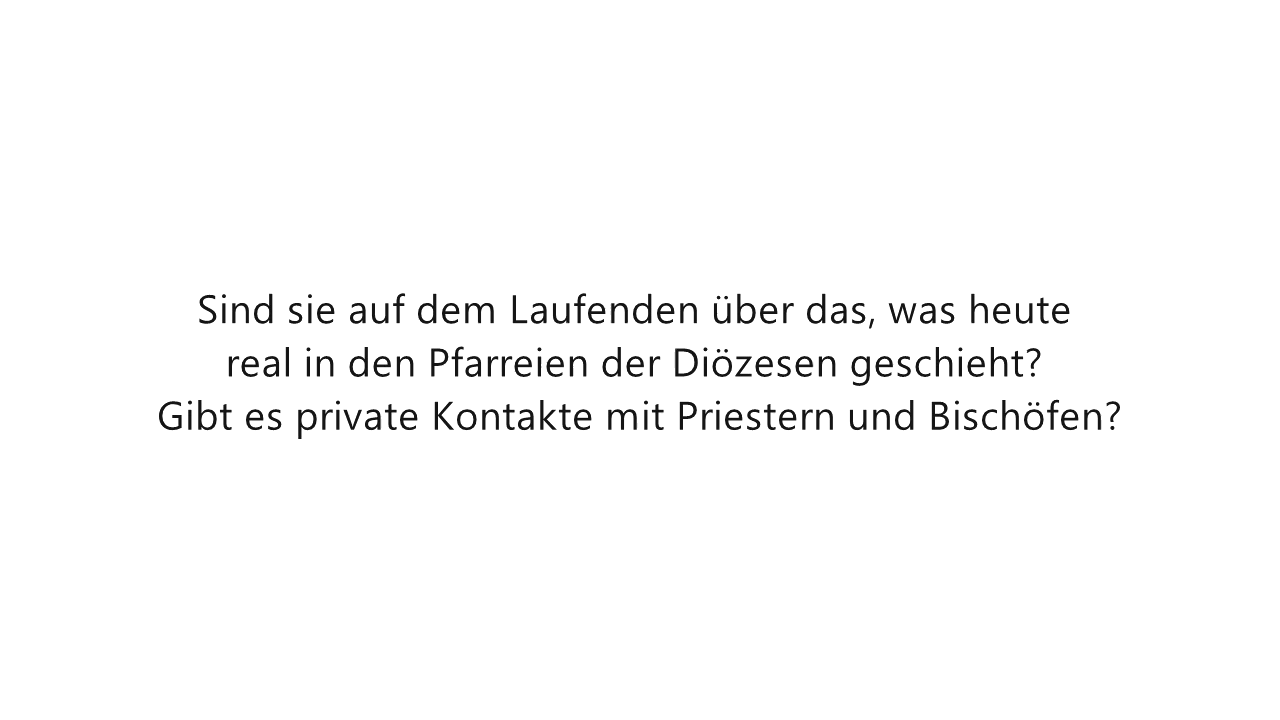 Sind sie auf dem Laufenden über das, was heute
real in den Pfarreien der Diözesen geschieht?
Gibt es private Kontakte mit Priestern und Bischöfen?